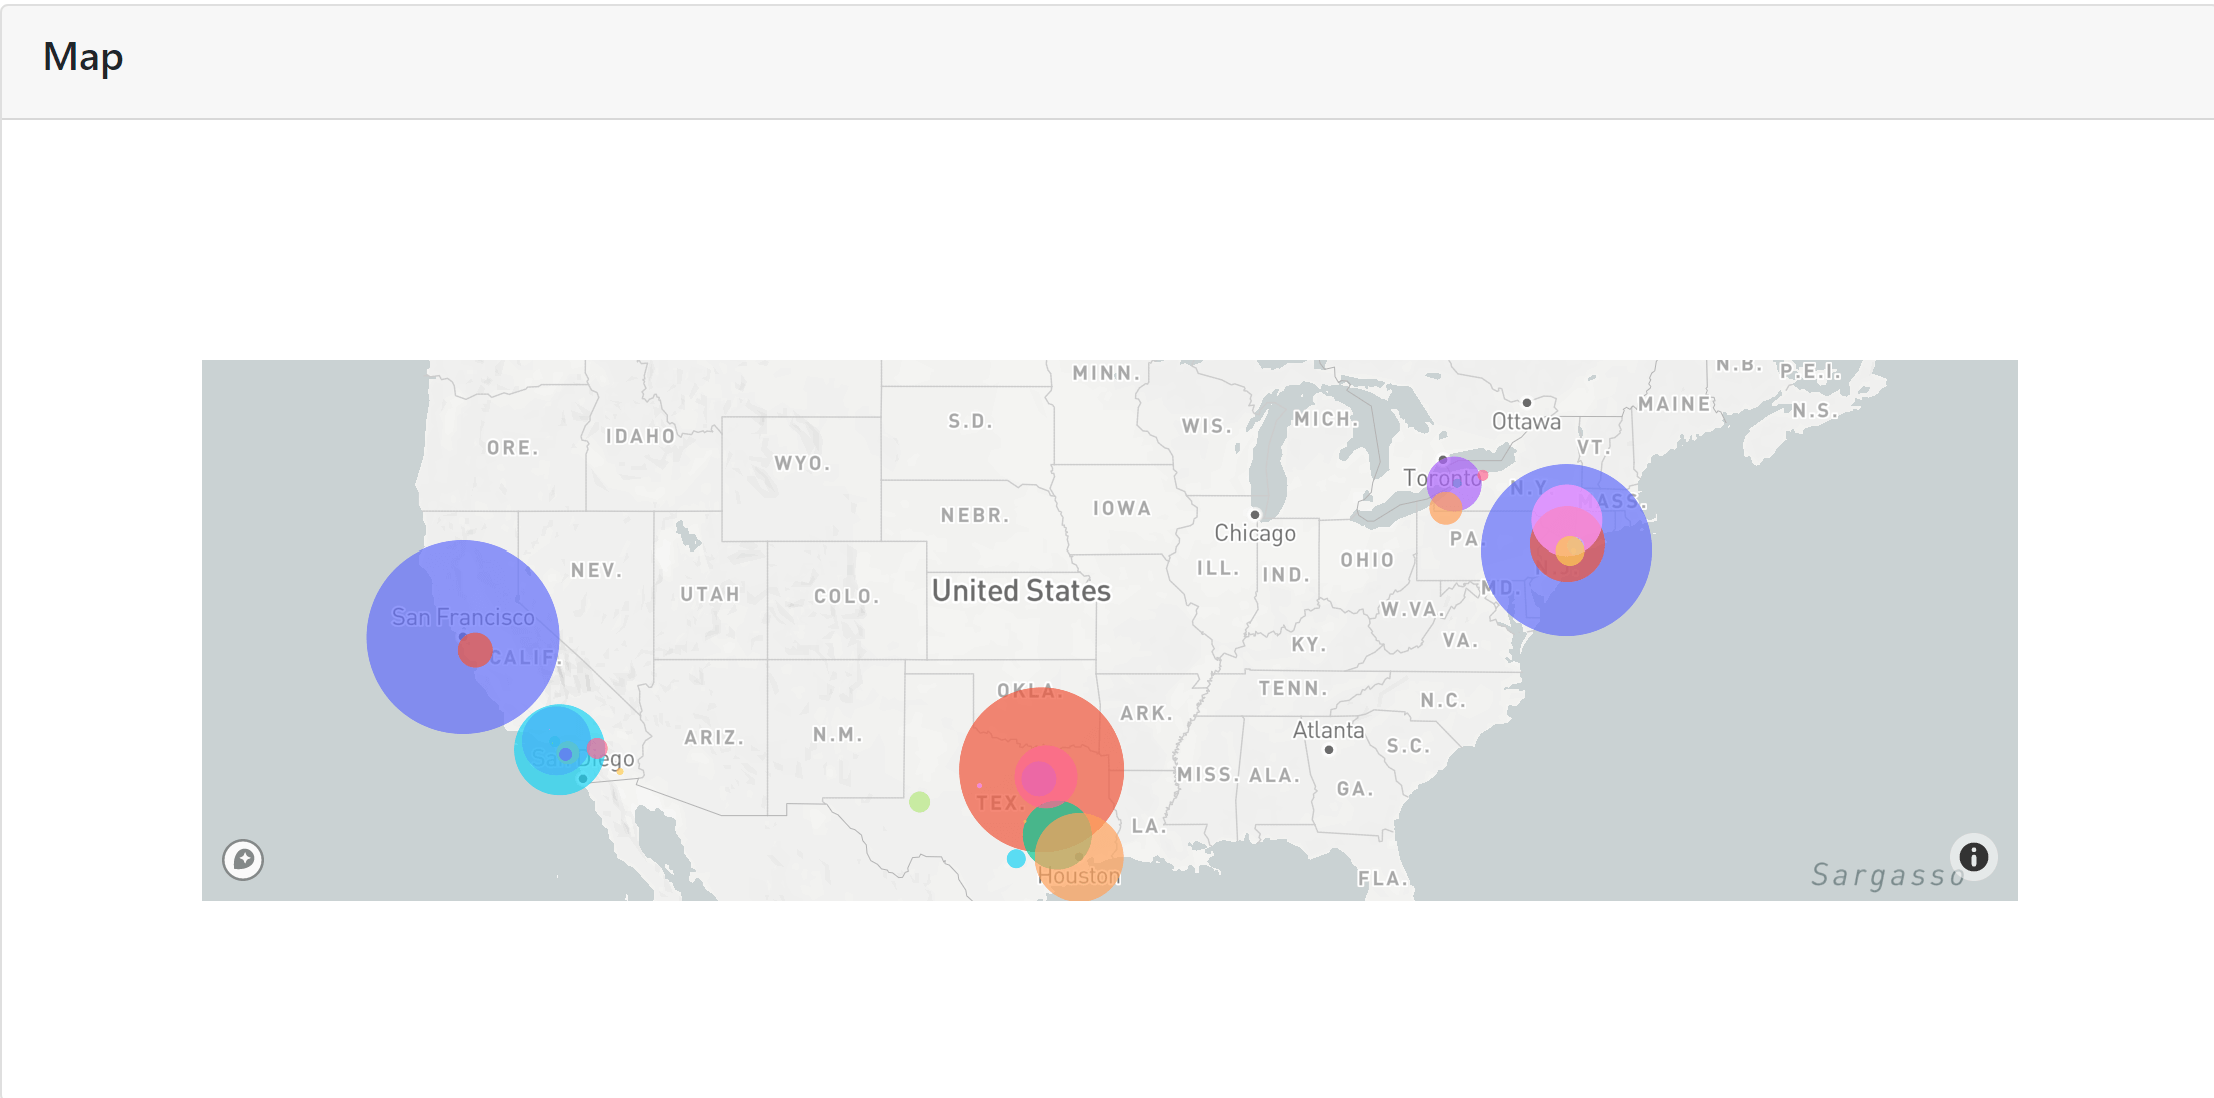 Map
MINN.
N.B.
P.E.I.
ORE.
IDAHO
S.D.
WIS.
MICH.
Ottawa
MAINE
N.S.
WYO.
VT.
Toronto
NEBR.
IOWA
N.Y.
MASS.
Chicago
PA.
NEV.
UTAH
COLO.
United States
ILL.
IND.
OHIO
N.J.
MD.
San Francisco
W.VA.
CALIF.
KY.
VA.
OKLA.
TENN.
N.C.
ARK.
ARIZ.
N.M.
Atlanta
S.C.
San Diego
TEX.
MISS.
ALA.
GA.
LA.
Houston
FLA.
Sargasso